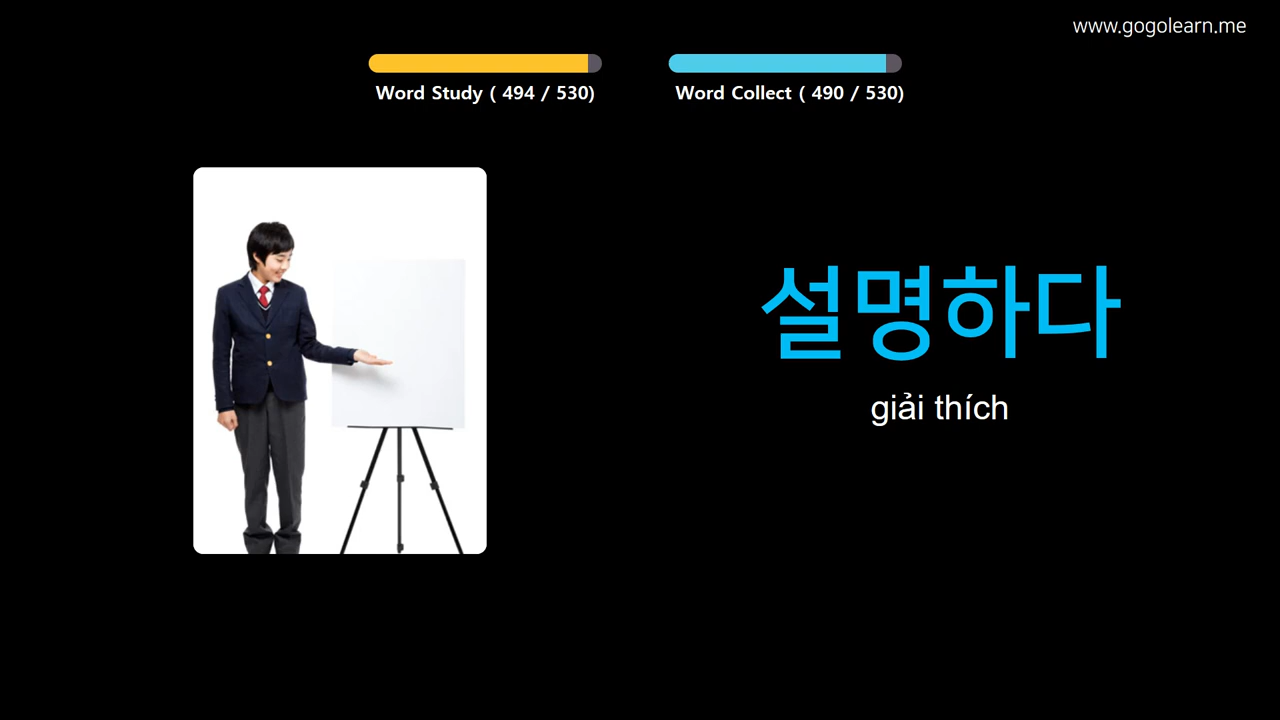 www.gogolearn.me
Word Study ( 494 / 530)
Word Collect ( 490 / 530)
설명하다
giải thích